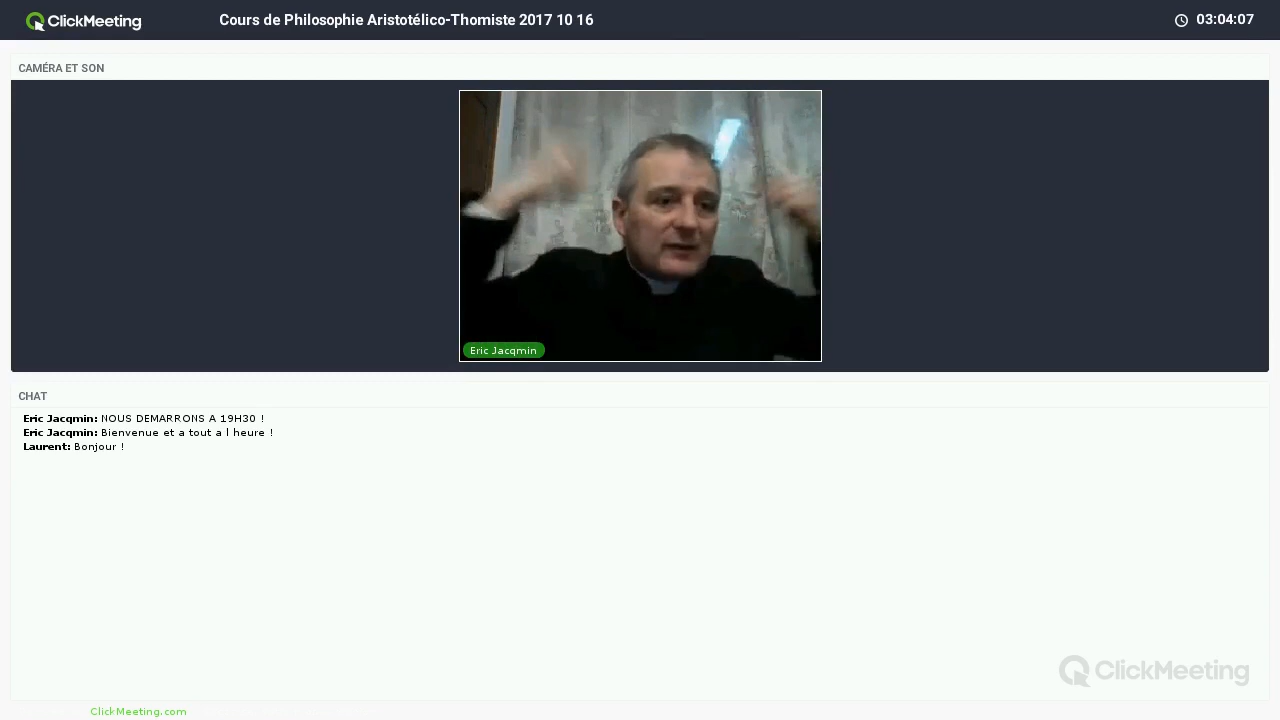 ClickMeeting
Cours de Philosophie Aristotélico-Thomiste 2017 10 16
03:04:07
CAMÉRA ET SON
Eric Jacqmin
CHAT
Eric Jacqmin: NOUS DEMARRONS A 19H30 !
Eric Jacqmin: Bienvenue et a tout a l heure !
Laurent: Bonjour !
ClickMeeting
ClickMeeting.com